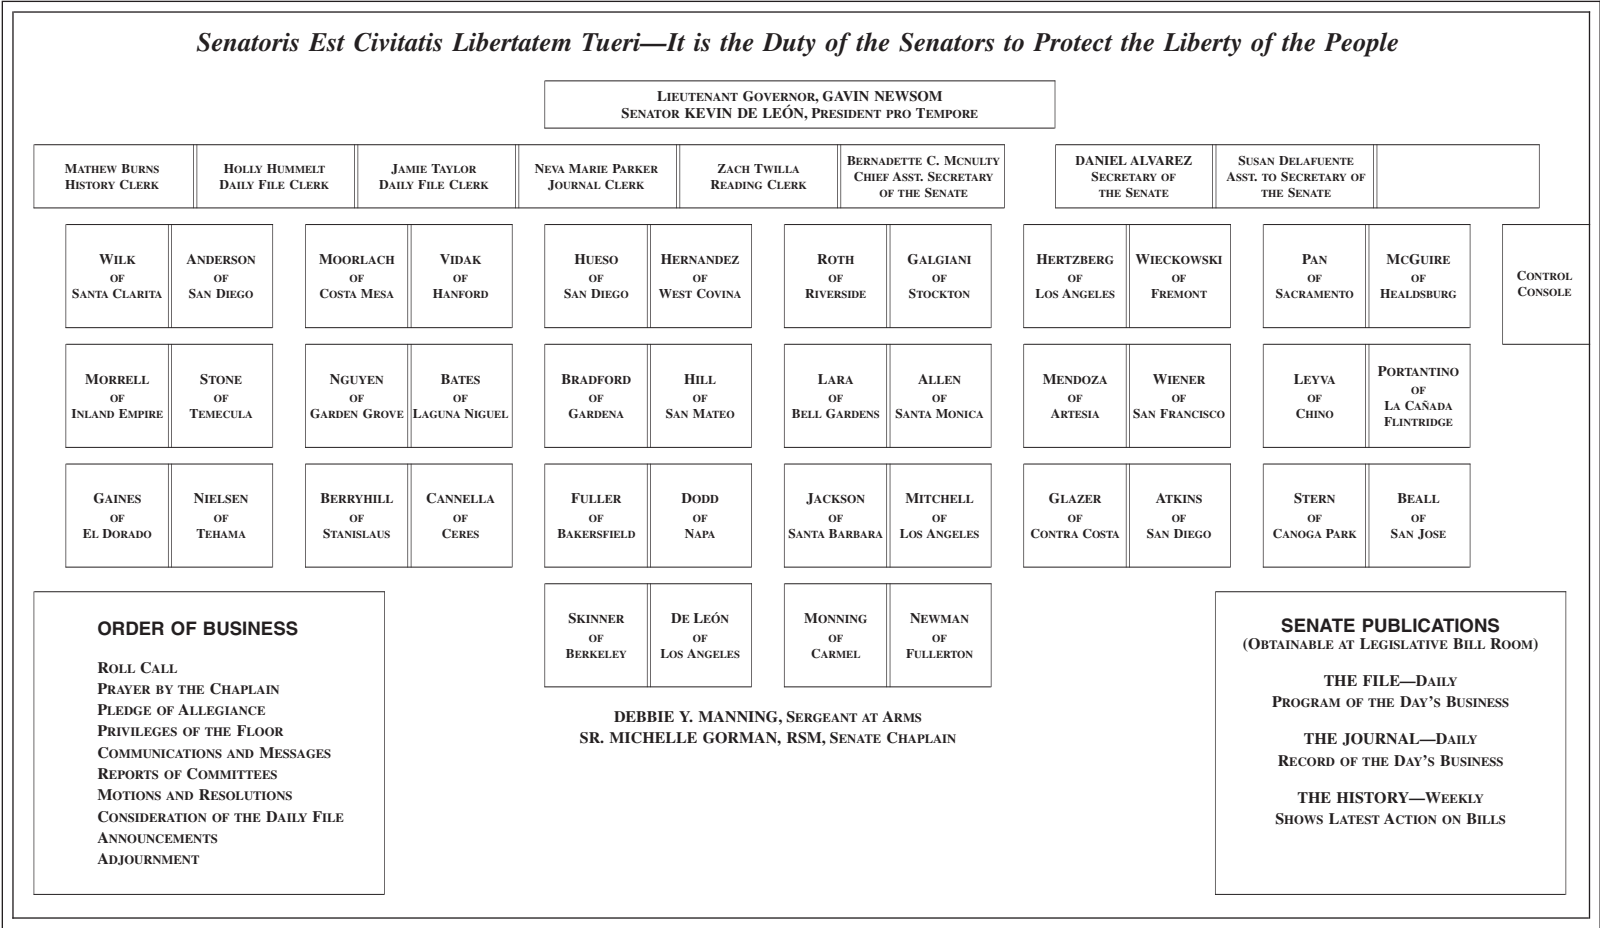 Senatoris Est Civitatis Libertatem Tueri—It is the Duty of the Senators to Protect the Liberty of the People
Lieutenant Governor, GAVIN NEWSOM
Senator KEVIN DE LEÓN, President pro Tempore
Mathew Burns
History Clerk
Holly Hummelt
Daily File Clerk
Jamie Taylor
Daily File Clerk
Neva Marie Parker
Journal Clerk
Zach Twilla
Reading Clerk
Bernadette C. Mcnulty
Chief Asst. Secretary
of the Senate
DANIEL ALVAREZ
Secretary of
the Senate
Susan Delafuente
Asst. to Secretary of
the Senate
Wilk
of
Santa Clarita
Anderson
of
San Diego
Moorlach
of
Costa Mesa
Vidak
of
Hanford
Hueso
of
San Diego
Hernandez
of
West Covina
Roth
of
Riverside
Galgiani
of
Stockton
Hertzberg
of
Los Angeles
Wieckowski
of
Fremont
Pan
of
Sacramento
McGuire
of
Healdsburg
Control
Console
Morrell
of
Inland Empire
Stone
of
Temecula
Nguyen
of
Garden Grove
Bates
of
Laguna Niguel
Bradford
of
Gardena
Hill
of
San Mateo
Lara
of
Bell Gardens
Allen
of
Santa Monica
Mendoza
of
Artesia
Wiener
of
San Francisco
Leyva
of
Chino
Portantino
of
La Cañada
Flintridge
Gaines
of
El Dorado
Nielsen
of
Tehama
Berryhill
of
Stanislaus
Cannella
of
Ceres
Fuller
of
Bakersfield
Dodd
of
Napa
Jackson
of
Santa Barbara
Mitchell
of
Los Angeles
Glazer
of
Contra Costa
Atkins
of
San Diego
Stern
of
Canoga Park
Beall
of
San Jose
Skinner
of
Berkeley
De León
of
Los Angeles
Monning
of
Carmel
Newman
of
Fullerton
DEBBIE Y. MANNING, Sergeant at Arms
SR. MICHELLE GORMAN, RSM, Senate Chaplain
ORDER OF BUSINESS
Roll Call
Prayer by the Chaplain
Pledge of Allegiance
Privileges of the Floor
Communications and Messages
Reports of Committees
Motions and Resolutions
Consideration of the Daily File
Announcements
Adjournment
SENATE PUBLICATIONS
(Obtainable at Legislative Bill Room)
THE FILE—Daily
Program of the Day's Business
THE JOURNAL—Daily
Record of the Day's Business
THE HISTORY—Weekly
Shows Latest Action on Bills